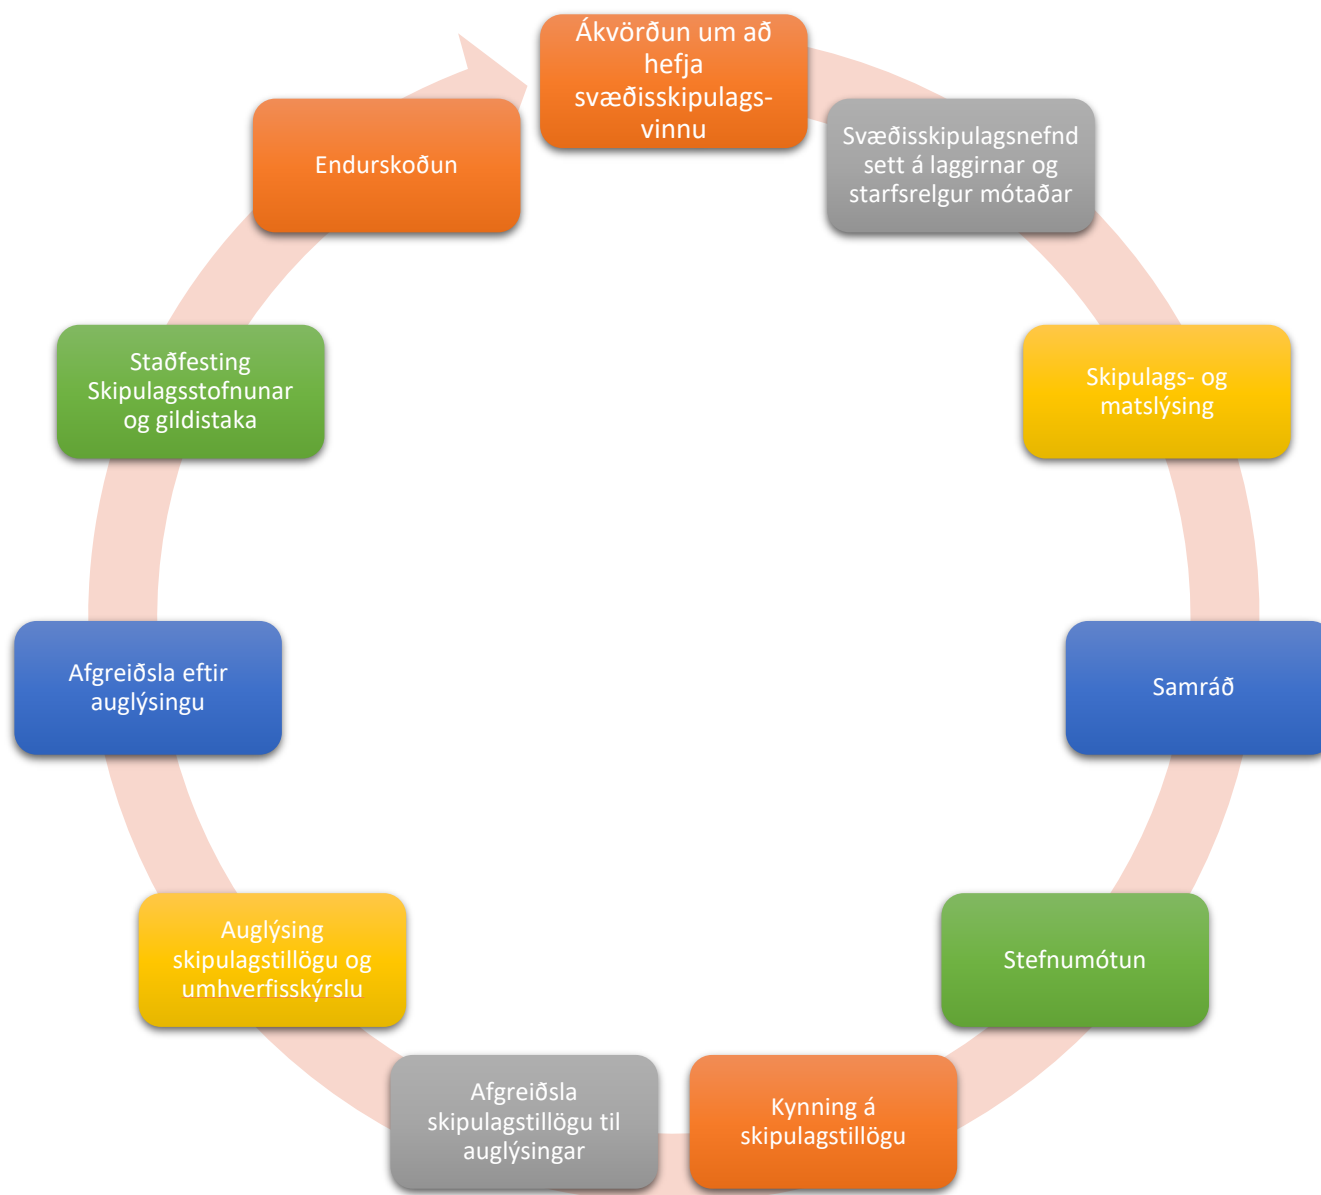 Ákvörðun um að
hefja
svæðisskipulags-
vinnu
Svæðisskipulagsnefnd
sett á laggirnar og
starfsrelgur mótaðar
Skipulags- og
matslýsing
Samráð
Stefnumótun
Kynning á
skipulagstillögu
Afgreiðsla
skipulagstillögu til
auglýsingar
Auglýsing
skipulagstillögu og
umhverfisskýrslu
Afgreiðsla eftir
auglýsingu
Staðfesting
Skipulagsstofnunar
og gildistaka
Endurskoðun